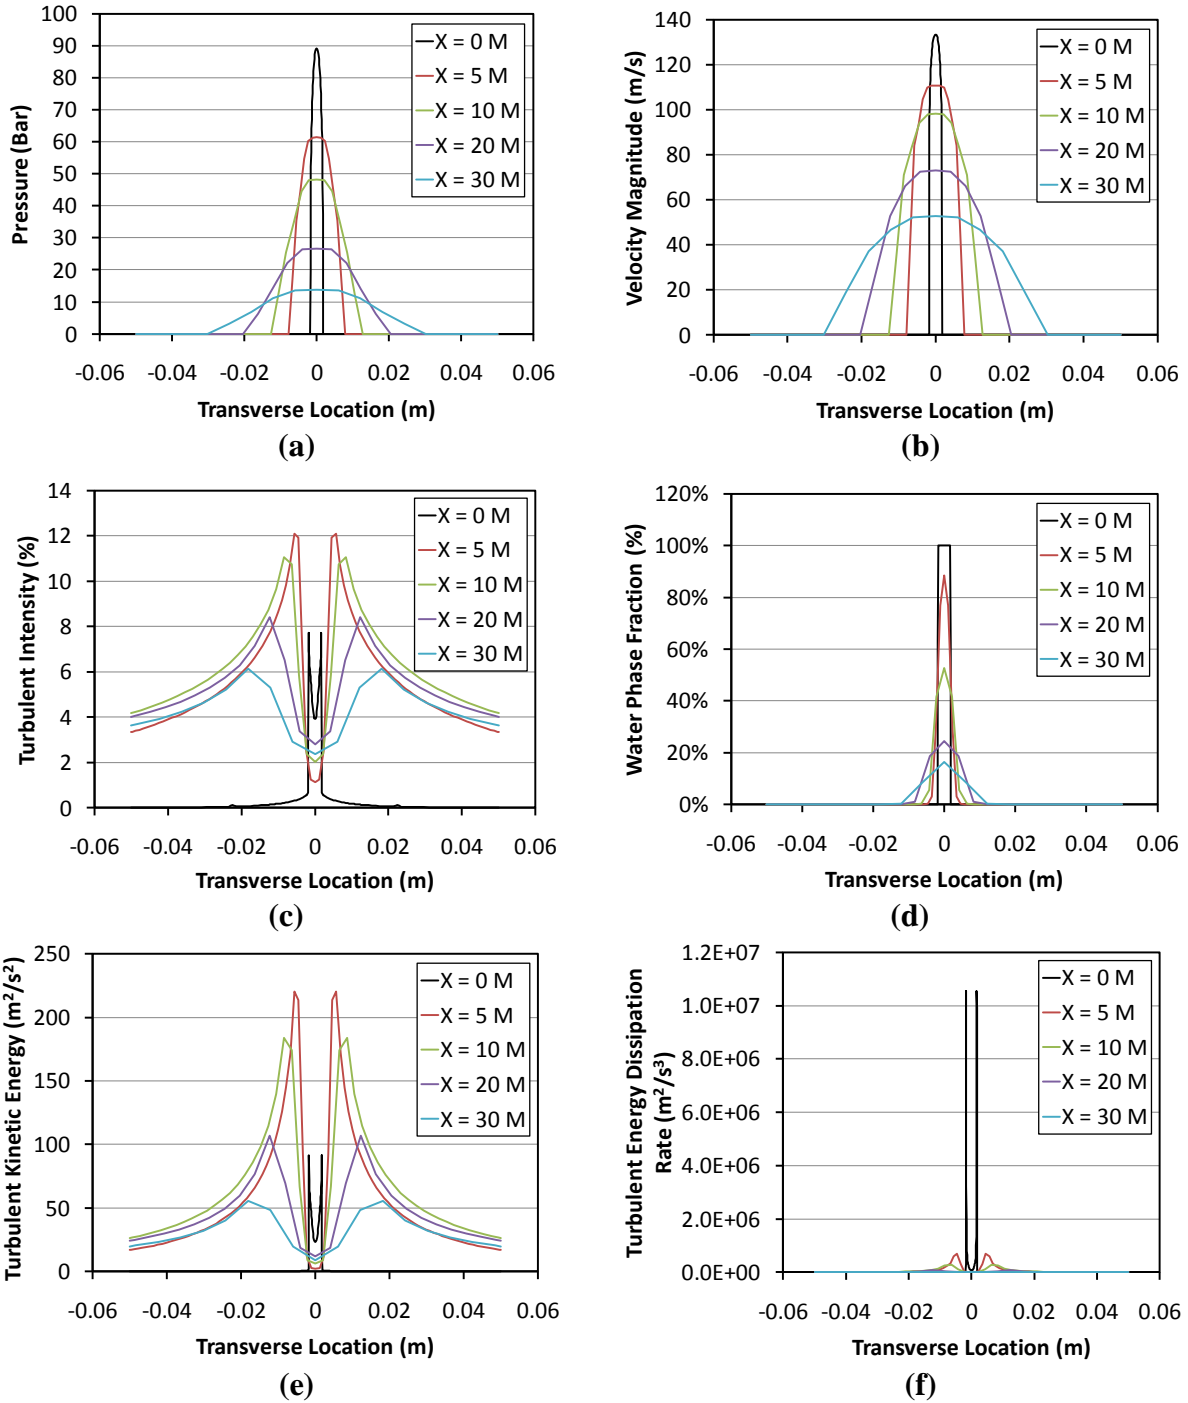 100
90
80
70
60
50
40
30
20
10
0
Pressure (Bar)
X = 0 M
X = 5 M
X = 10 M
X = 20 M
X = 30 M
-0.06 -0.04 -0.02 0 0.02 0.04 0.06
Transverse Location (m)
(a)
140
120
100
80
60
40
20
0
Velocity Magnitude (m/s)
X = 0 M
X = 5 M
X = 10 M
X = 20 M
X = 30 M
-0.06 -0.04 -0.02 0 0.02 0.04 0.06
Transverse Location (m)
(b)
14
12
10
8
6
4
2
0
Turbulent Intensity (%)
X = 0 M
X = 5 M
X = 10 M
X = 20 M
X = 30 M
-0.06 -0.04 -0.02 0 0.02 0.04 0.06
Transverse Location (m)
(c)
120%
100%
80%
60%
40%
20%
0%
Water Phase Fraction (%)
X = 0 M
X = 5 M
X = 10 M
X = 20 M
X = 30 M
-0.06 -0.04 -0.02 0 0.02 0.04 0.06
Transverse Location (m)
(d)
250
200
150
100
50
0
Turbulent Kinetic Energy (m²/s²)
X = 0 M
X = 5 M
X = 10 M
X = 20 M
X = 30 M
-0.06 -0.04 -0.02 0 0.02 0.04 0.06
Transverse Location (m)
(e)
1.2E+07
1.0E+07
8.0E+06
6.0E+06
4.0E+06
2.0E+06
0.0E+00
Turbulent Energy Dissipation
Rate (m²/s³)
X = 0 M
X = 5 M
X = 10 M
X = 20 M
X = 30 M
-0.06 -0.04 -0.02 0 0.02 0.04 0.06
Transverse Location (m)
(f)